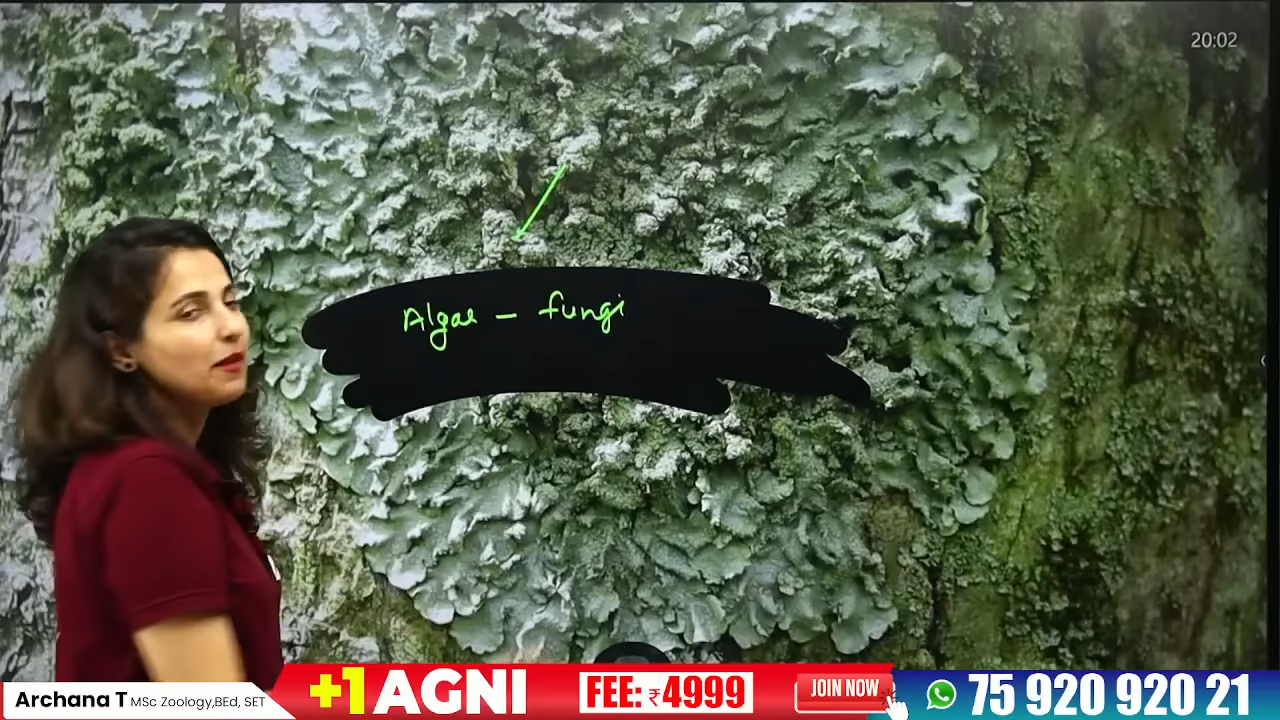 20:02
Algae - fungi
Archana T MSc Zoology,BEd, SET
+1 AGNI
FEE: ₹4999
JOIN NOW
75 920 920 21